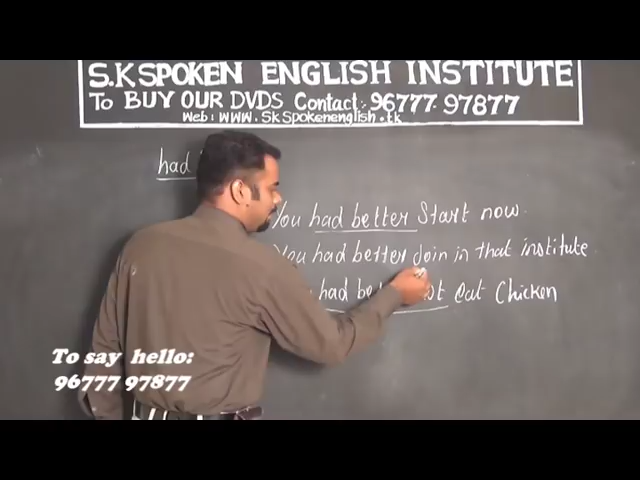 S.K SPOKEN ENGLISH INSTITUTE
To BUY OUR DVDS Contact:- 96777 97877
Web: WWW.SkSpokenenglish.tk
had
You had better Start now.
You had better Join in that institute
had eat Chicken
To say hello:
96777 97877